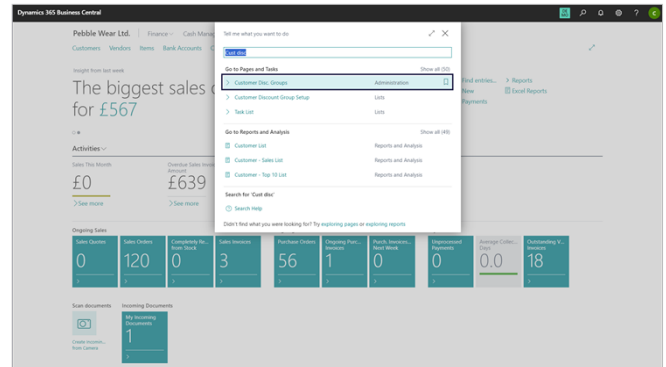 Dynamics 365 Business Central
Pebble Wear Ltd.
Finance
Cash Manag
Customers Vendors Items Bank Accounts
Insight from last week
The biggest sales
for £567
Activities
Sales This Month
£0
See more
Overdue Sales Invoi
Amount
£639
See more
Tell me what you want to do
Cust disc
Go to Pages and Tasks Show all (50)
Customer Disc. Groups Administration
Customer Discount Group Setup Lists
Task List Lists
Go to Reports and Analysis Show all (49)
Customer List Reports and Analysis
Customer - Sales List Reports and Analysis
Customer - Top 10 List Reports and Analysis
Search for 'Cust disc'
Search Help
Didn't find what you were looking for? Try exploring pages or exploring reports
Find entries...
New
Payments
Reports
Excel Reports
Ongoing Sales
Sales Quotes
0
Sales Orders
120
Completely Re...
from Stock
0
Sales Invoices
3
Purchase Orders
56
Ongoing Purc...
Invoices
1
Purch. Invoices...
Next Week
0
Unprocessed
Payments
0
Average Collec...
Days
0.0
Outstanding V...
Invoices
18
Scan documents
Create incomin...
from Camera
Incoming Documents
My Incoming
Documents
1